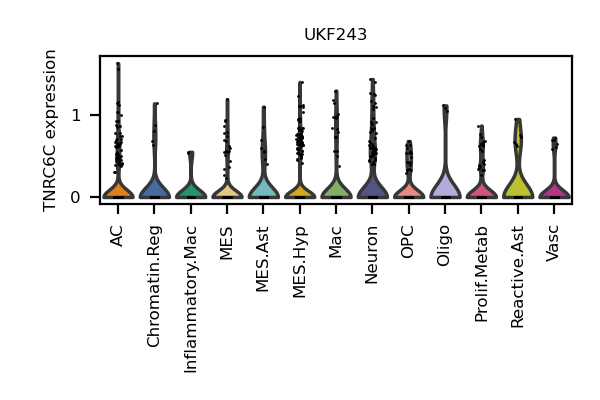 UKF243
TNRC6C expression
1
0
AC
Chromatin.Reg
Inflammatory.Mac
MES
MES.Ast
MES.Hyp
Mac
Neuron
OPC
Oligo
Prolif.Metab
Reactive.Ast
Vasc